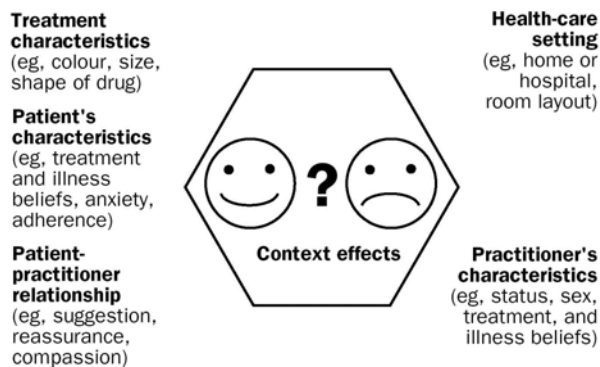 Treatment
characteristics
(eg, colour, size,
shape of drug)
Patient's
characteristics
(eg, treatment
and illness
beliefs, anxiety,
adherence)
Patient-
practitioner
relationship
(eg, suggestion,
reassurance,
compassion)
?
Context effects
Health-care
setting
(eg, home or
hospital,
room layout)
Practitioner's
characteristics
(eg, status, sex,
treatment, and
illness beliefs)